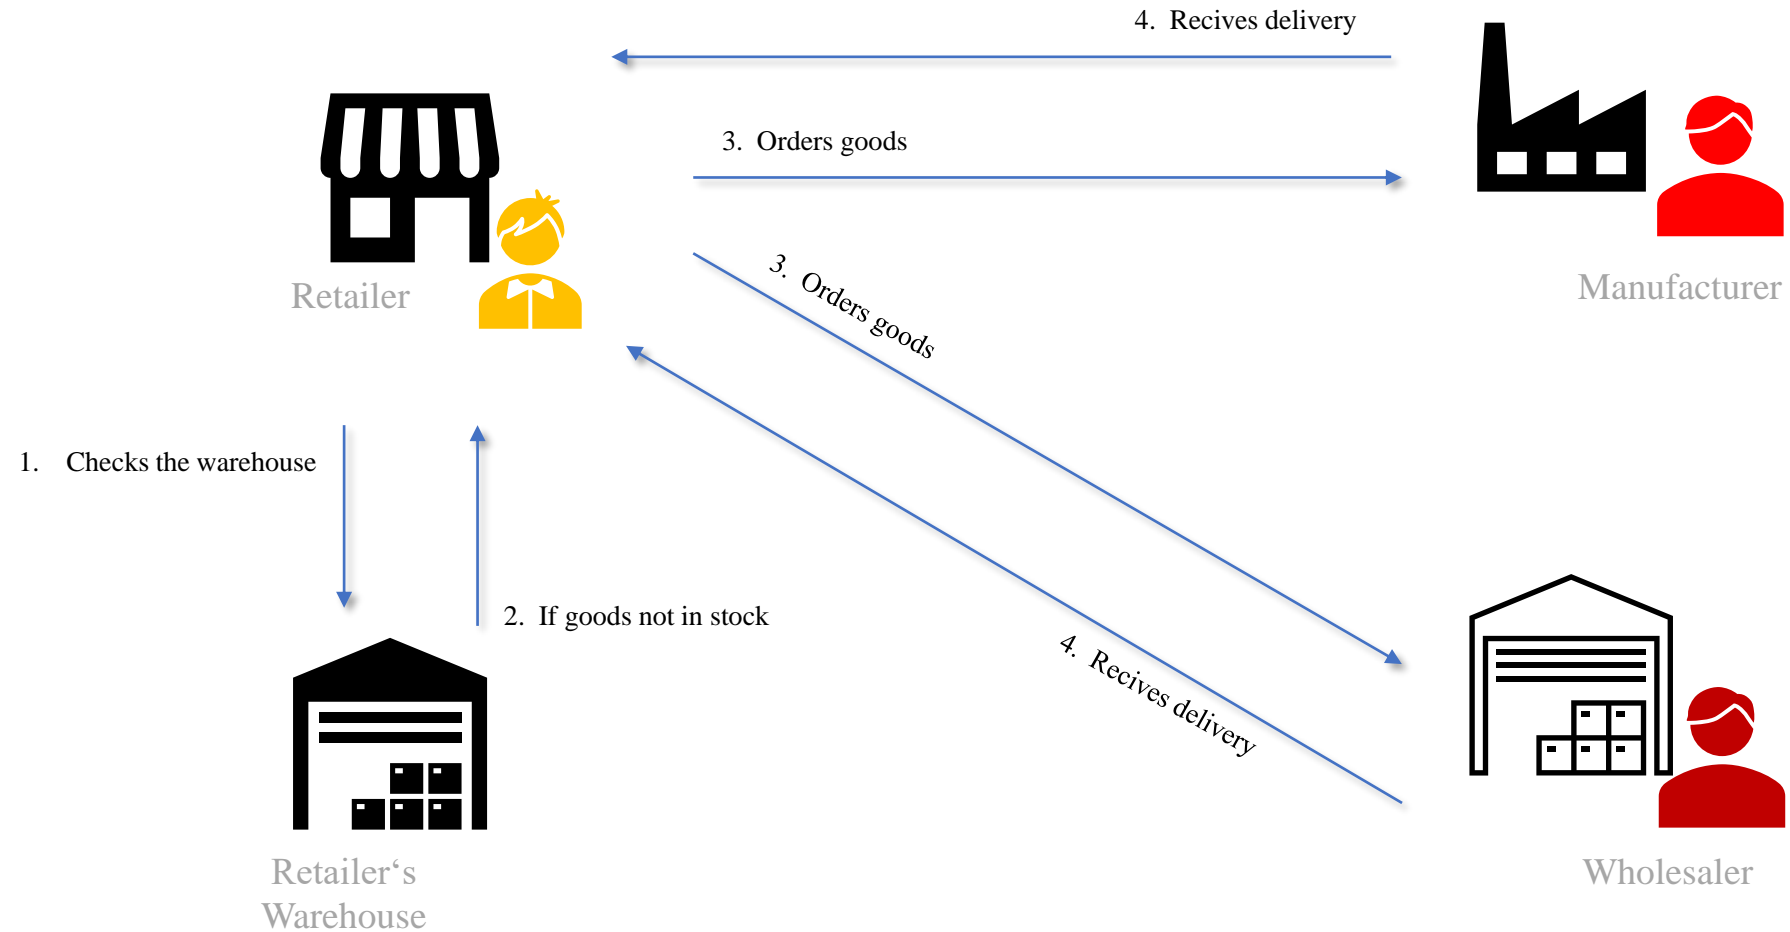 4. Recives delivery
3. Orders goods
Retailer
Manufacturer
3. Orders goods
1. Checks the warehouse
2. If goods not in stock
4. Recives delivery
Retailer‘s
Warehouse
Wholesaler